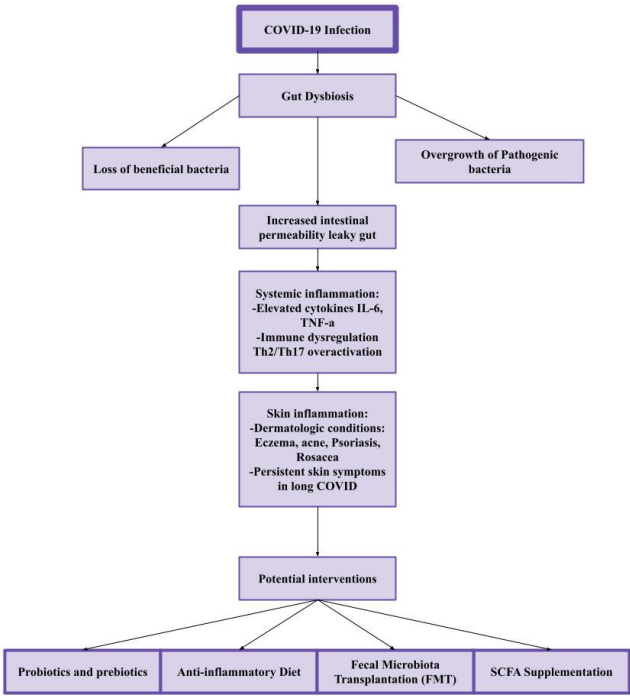 COVID-19 Infection
Gut Dysbiosis
Loss of beneficial bacteria
Overgrowth of Pathogenic
bacteria
Increased intestinal
permeability leaky gut
Systemic inflammation:
-Elevated cytokines IL-6,
TNF-a
-Immune dysregulation
Th2/Th17 overactivation
Skin inflammation:
-Dermatologic conditions:
Eczema, acne, Psoriasis,
Rosacea
-Persistent skin symptoms
in long COVID
Potential interventions
Probiotics and prebiotics
Anti-inflammatory Diet
Fecal Microbiota
Transplantation (FMT)
SCFA Supplementation